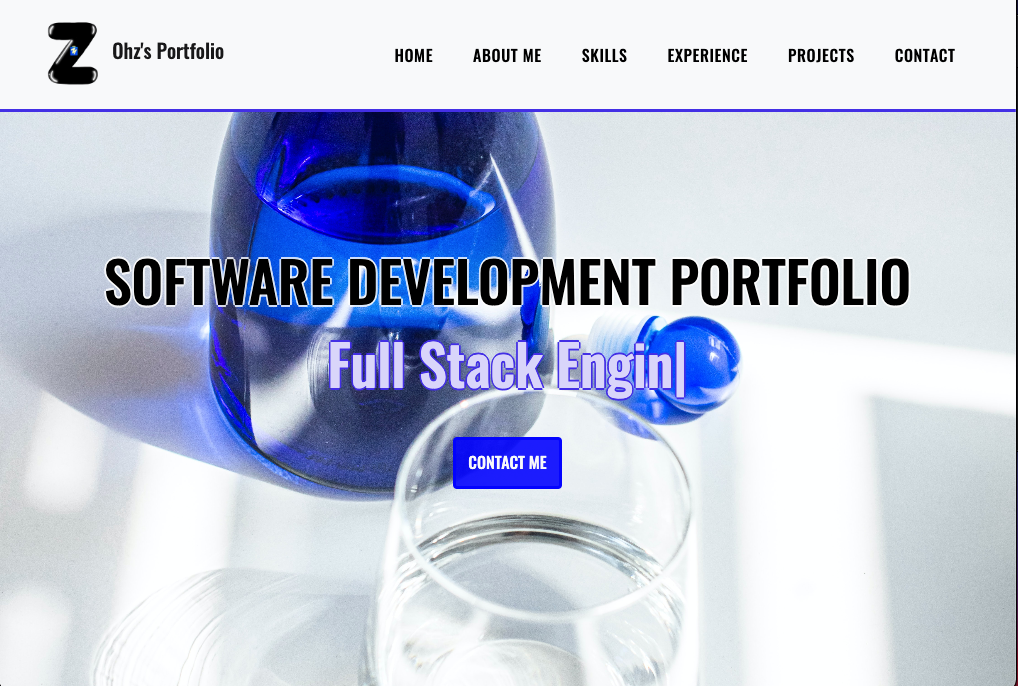 Z
Ohz's Portfolio
HOME ABOUT ME SKILLS EXPERIENCE PROJECTS CONTACT
SOFTWARE DEVELOPMENT PORTFOLIO
Full Stack Engin|
CONTACT ME